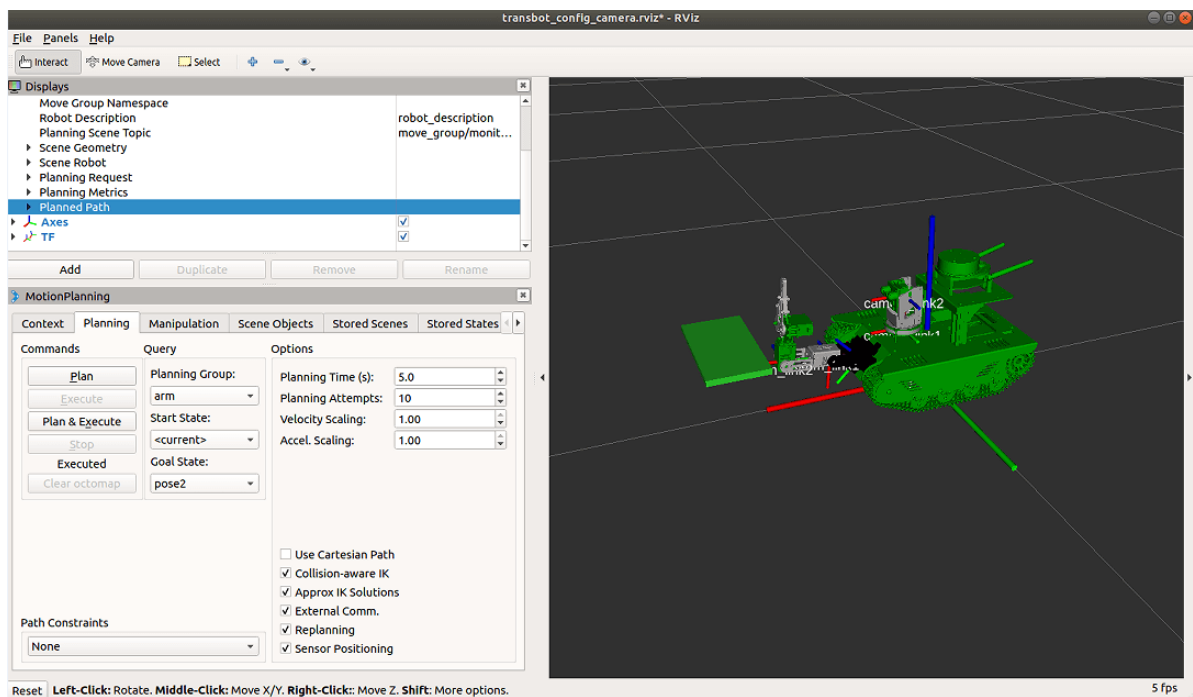 transbot_config_camera.rviz* - RViz
File Panels Help
Interact Move Camera Select
Displays
Move Group Namespace
Robot Description robot_description
Planning Scene Topic move_group/monit...
Scene Geometry
Scene Robot
Planning Request
Planning Metrics
Planned Path
Axes
TF
Add Duplicate Remove Rename
MotionPlanning
Context Planning Manipulation Scene Objects Stored Scenes Stored States
Commands Query Options
Plan Planning Group: Planning Time (s): 5.0
Execute arm Planning Attempts: 10
Plan & Execute Start State: Velocity Scaling: 1.00
Stop <current> Accel. Scaling: 1.00
Executed Goal State:
Clear octomap pose2
Use Cartesian Path
Collision-aware IK
Approx IK Solutions
External Comm.
Replanning
Sensor Positioning
Path Constraints
None
Reset Left-Click: Rotate. Middle-Click: Move X/Y. Right-Click:: Move Z. Shift: More options.
5 fps